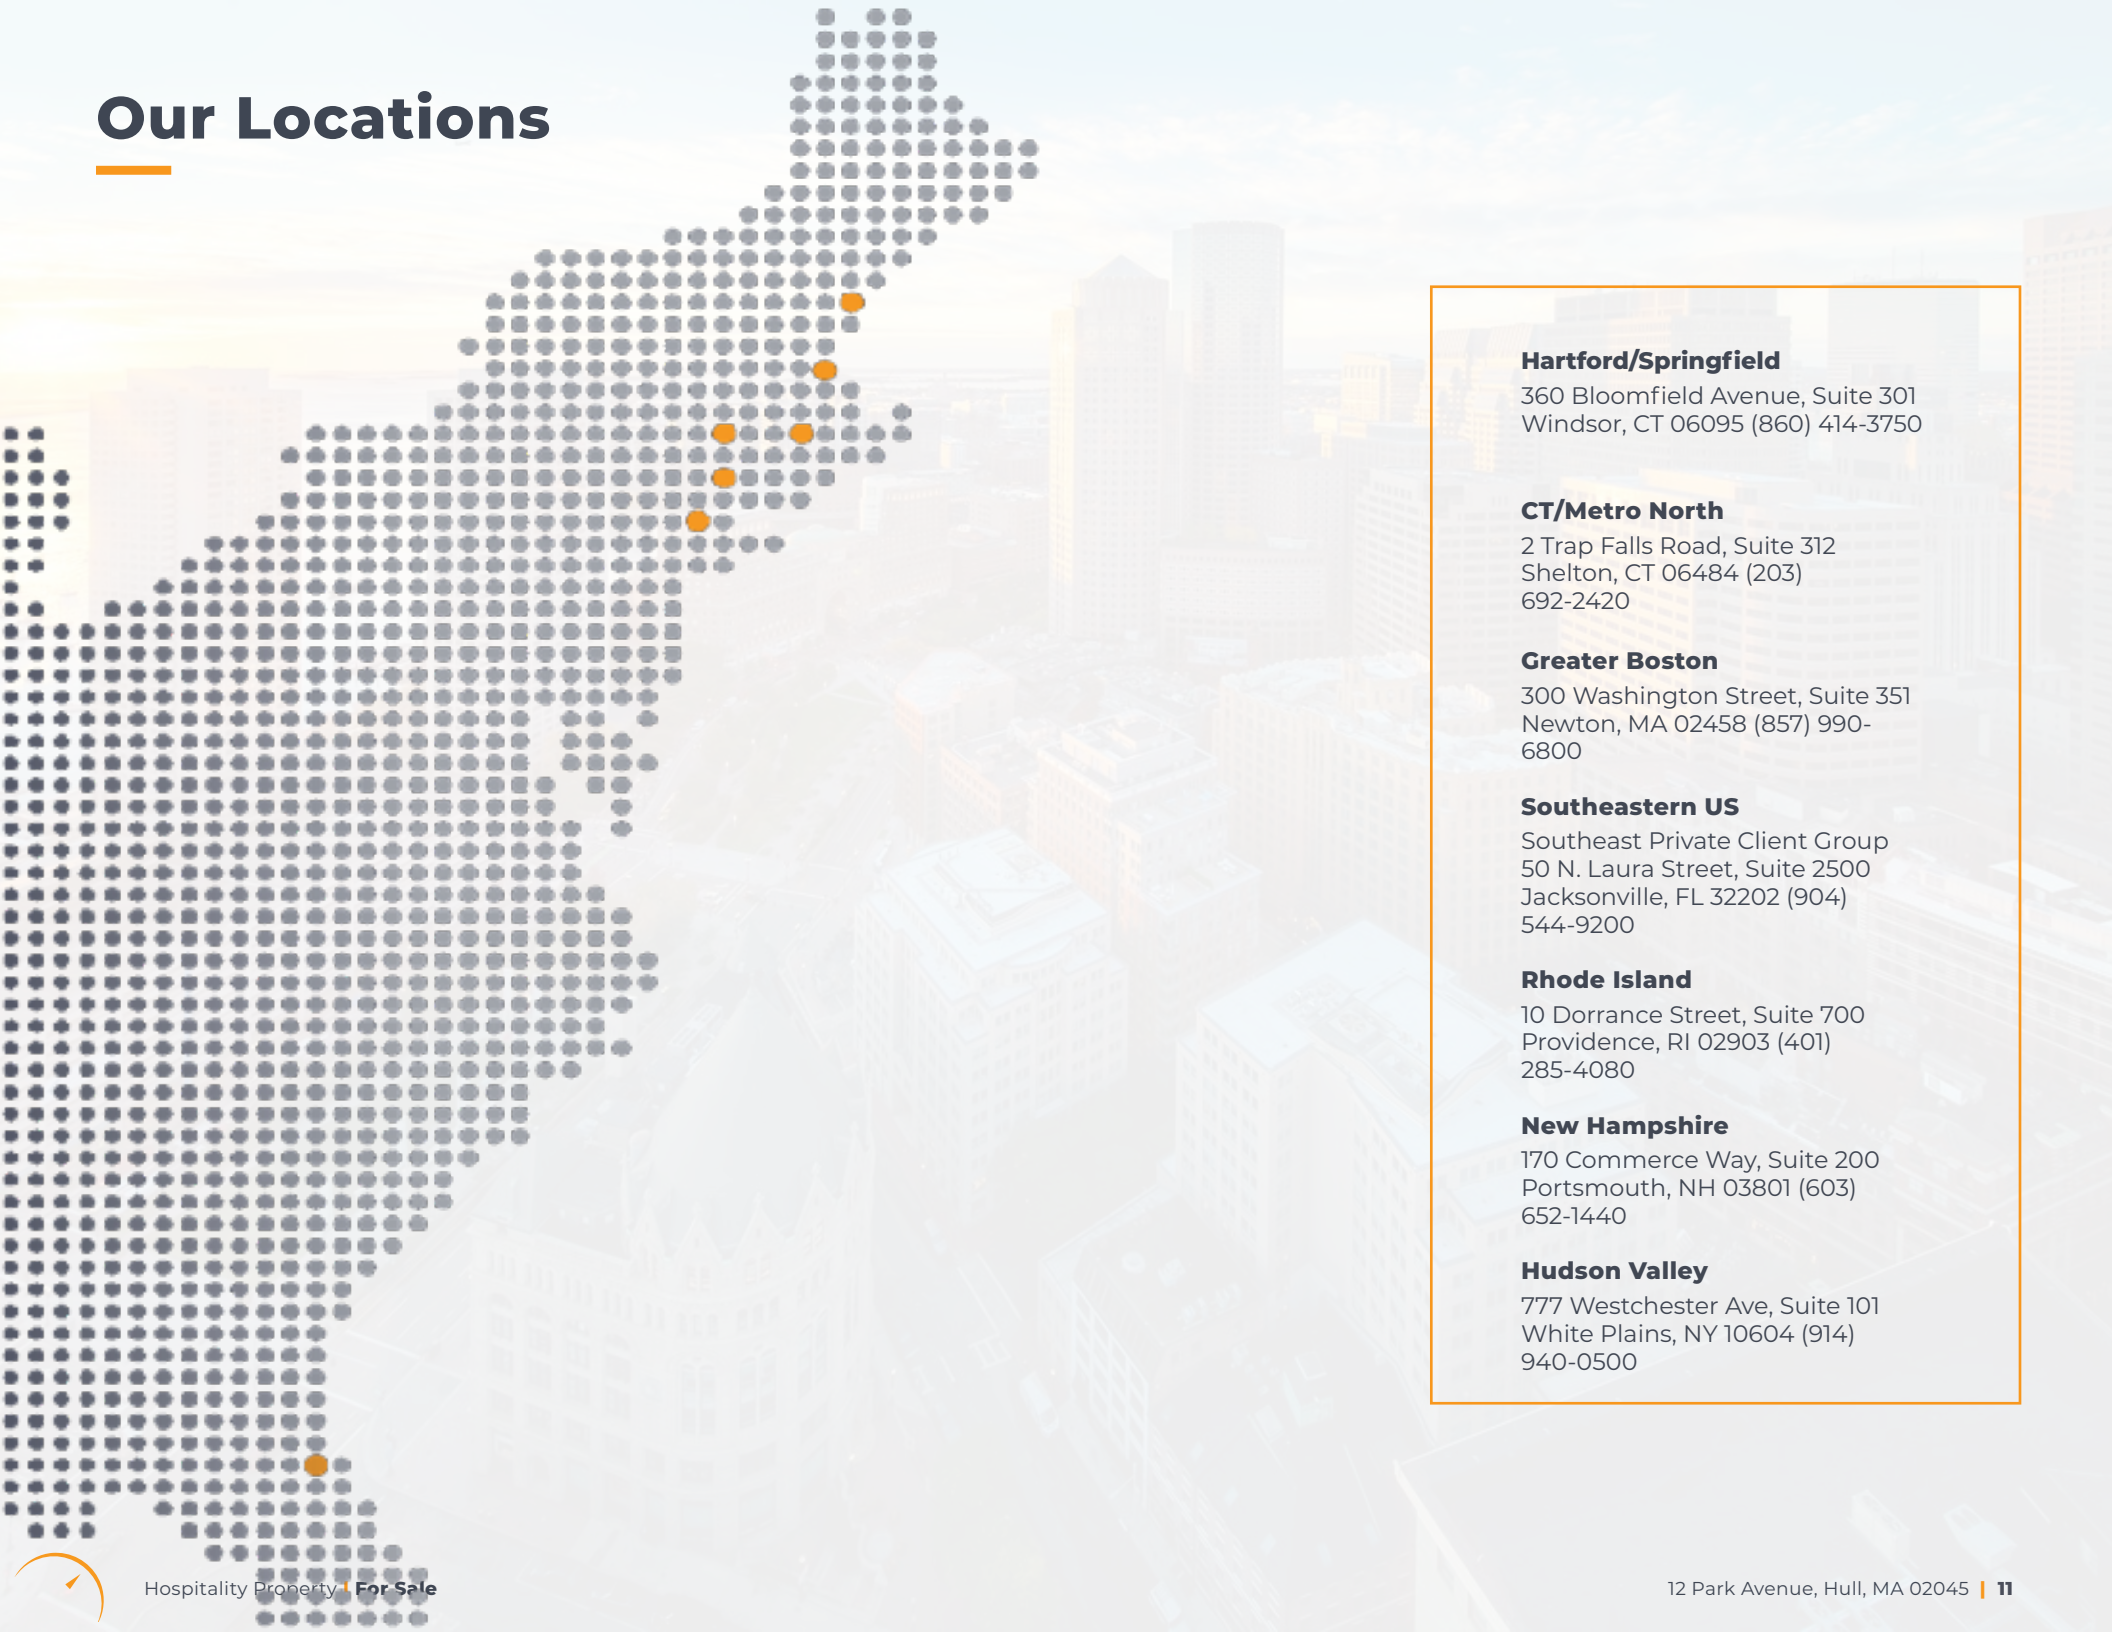 Our Locations
Hartford/Springfield
360 Bloomfield Avenue, Suite 301
Windsor, CT 06095 (860) 414-3750
CT/Metro North
2 Trap Falls Road, Suite 312
Shelton, CT 06484 (203)
692-2420
Greater Boston
300 Washington Street, Suite 351
Newton, MA 02458 (857) 990-
6800
Southeastern US
Southeast Private Client Group
50 N. Laura Street, Suite 2500
Jacksonville, FL 32202 (904)
544-9200
Rhode Island
10 Dorrance Street, Suite 700
Providence, RI 02903 (401)
285-4080
New Hampshire
170 Commerce Way, Suite 200
Portsmouth, NH 03801 (603)
652-1440
Hudson Valley
777 Westchester Ave, Suite 101
White Plains, NY 10604 (914)
940-0500
Hospitality Property | For Sale
12 Park Avenue, Hull, MA 02045 | 11